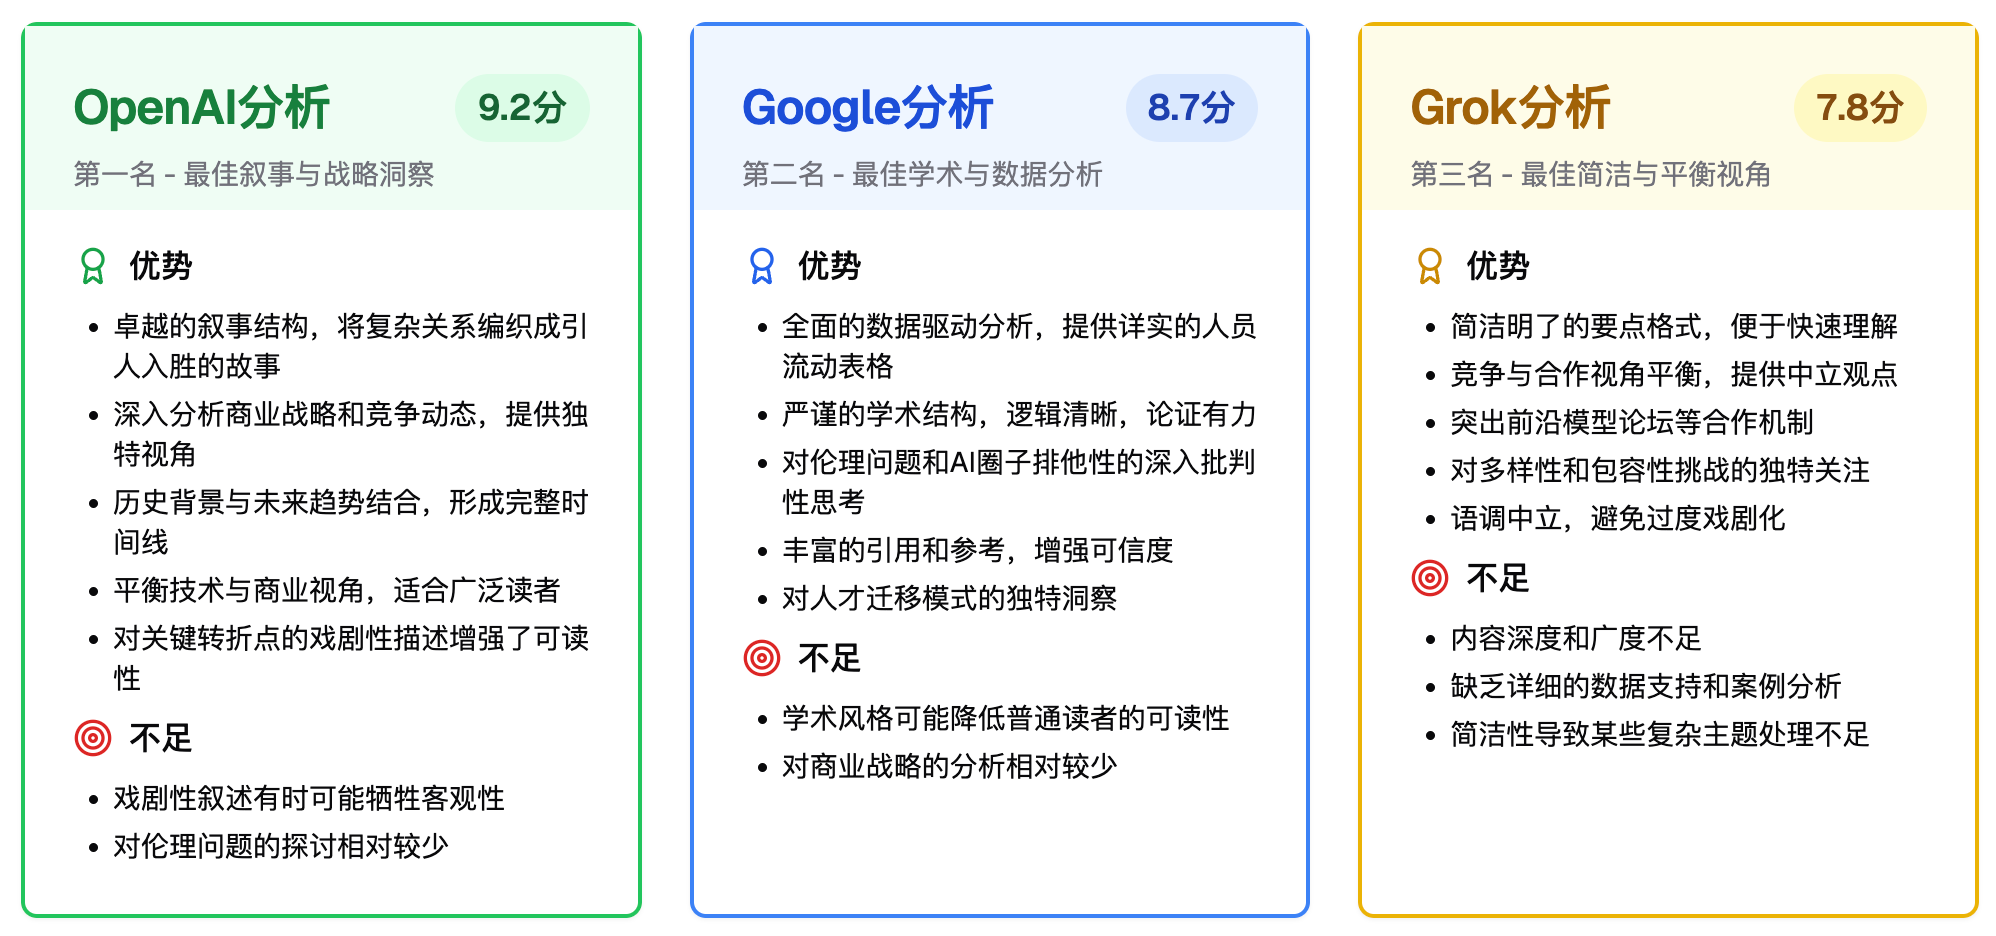 OpenAI分析
9.2分
第一名 - 最佳叙事与战略洞察
优势
卓越的叙事结构，将复杂关系编织成引
人入胜的故事
深入分析商业战略和竞争动态，提供独
特视角
历史背景与未来趋势结合，形成完整时
间线
平衡技术与商业视角，适合广泛读者
对关键转折点的戏剧性描述增强了可读
性
不足
戏剧性叙述有时可能牺牲客观性
对伦理问题的探讨相对较少
Google分析
8.7分
第二名 - 最佳学术与数据分析
优势
全面的数据驱动分析，提供详实的人员
流动表格
严谨的学术结构，逻辑清晰，论证有力
对伦理问题和AI圈子排他性的深入批判
性思考
丰富的引用和参考，增强可信度
对人才迁移模式的独特洞察
不足
学术风格可能降低普通读者的可读性
对商业战略的分析相对较少
Grok分析
7.8分
第三名 - 最佳简洁与平衡视角
优势
简洁明了的要点格式，便于快速理解
竞争与合作视角平衡，提供中立观点
突出前沿模型论坛等合作机制
对多样性和包容性挑战的独特关注
语调中立，避免过度戏剧化
不足
内容深度和广度不足
缺乏详细的数据支持和案例分析
简洁性导致某些复杂主题处理不足